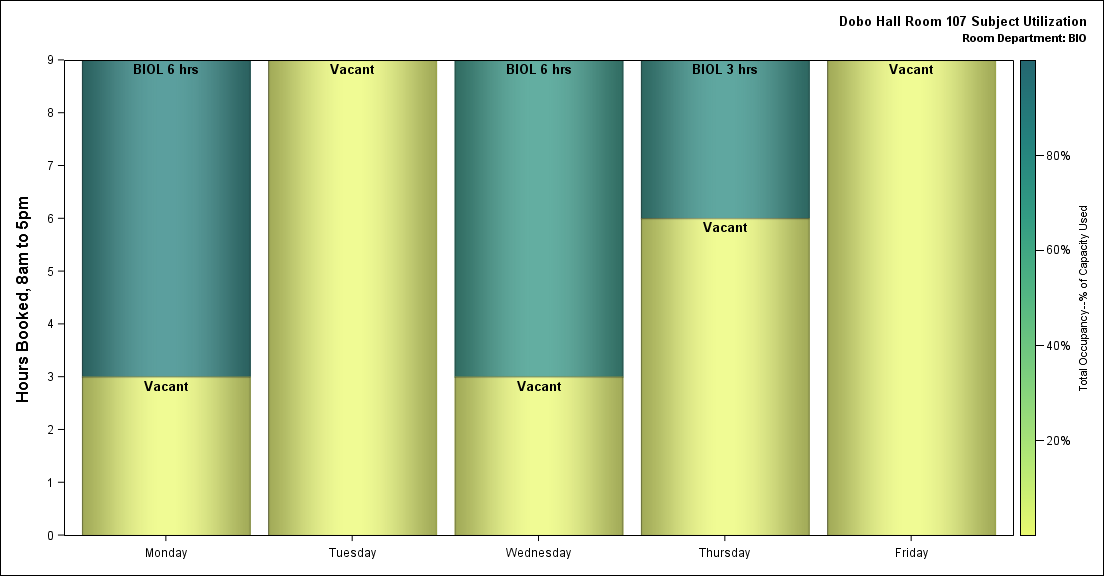 Dobo Hall Room 107 Subject Utilization
Room Department: BIO
Hours Booked, 8am to 5pm
9
8
7
6
5
4
3
2
1
0
BIOL 6 hrs
Vacant
BIOL 6 hrs
BIOL 3 hrs
Vacant
Vacant
Vacant
Vacant
Monday
Tuesday
Wednesday
Thursday
Friday
80%
60%
40%
20%
Total Occupancy--% of Capacity Used